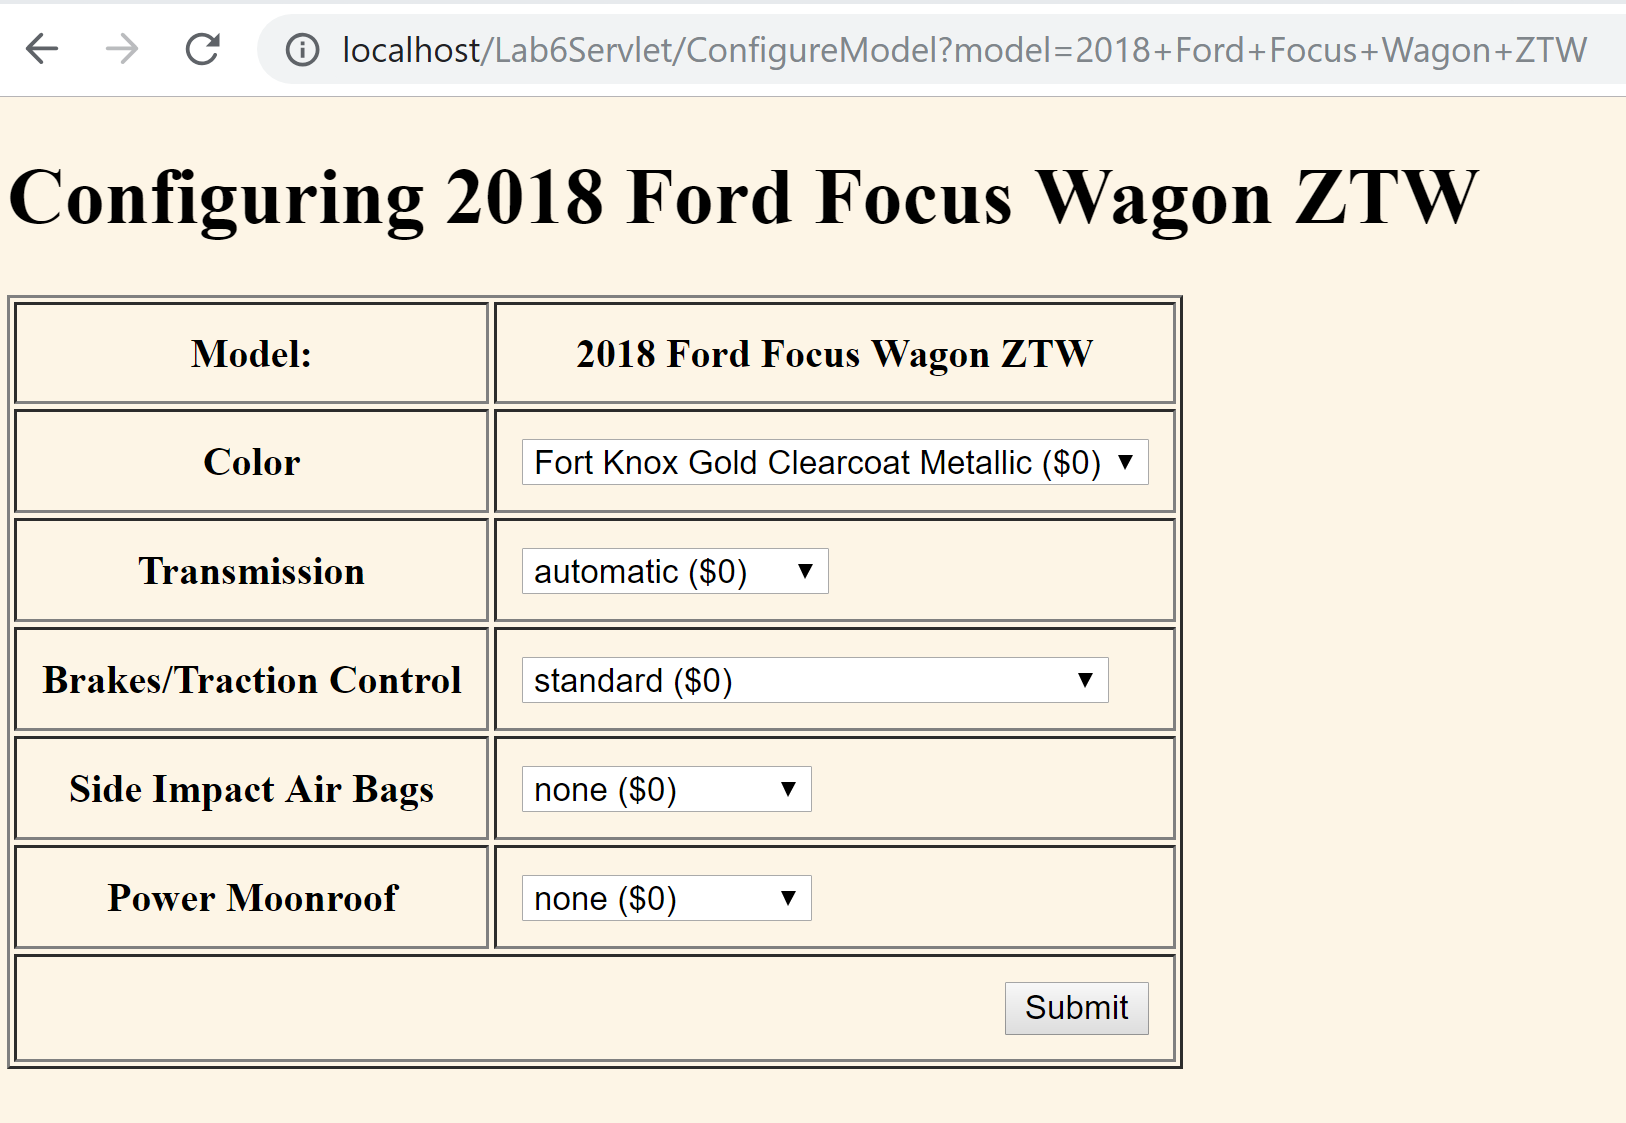 localhost/Lab6Servlet/ConfigureModel?model=2018+Ford+Focus+Wagon+ZTW
Configuring 2018 Ford Focus Wagon ZTW
Model: 2018 Ford Focus Wagon ZTW
Color Fort Knox Gold Clearcoat Metallic ($0)
Transmission automatic ($0)
Brakes/Traction Control standard ($0)
Side Impact Air Bags none ($0)
Power Moonroof none ($0)
Submit